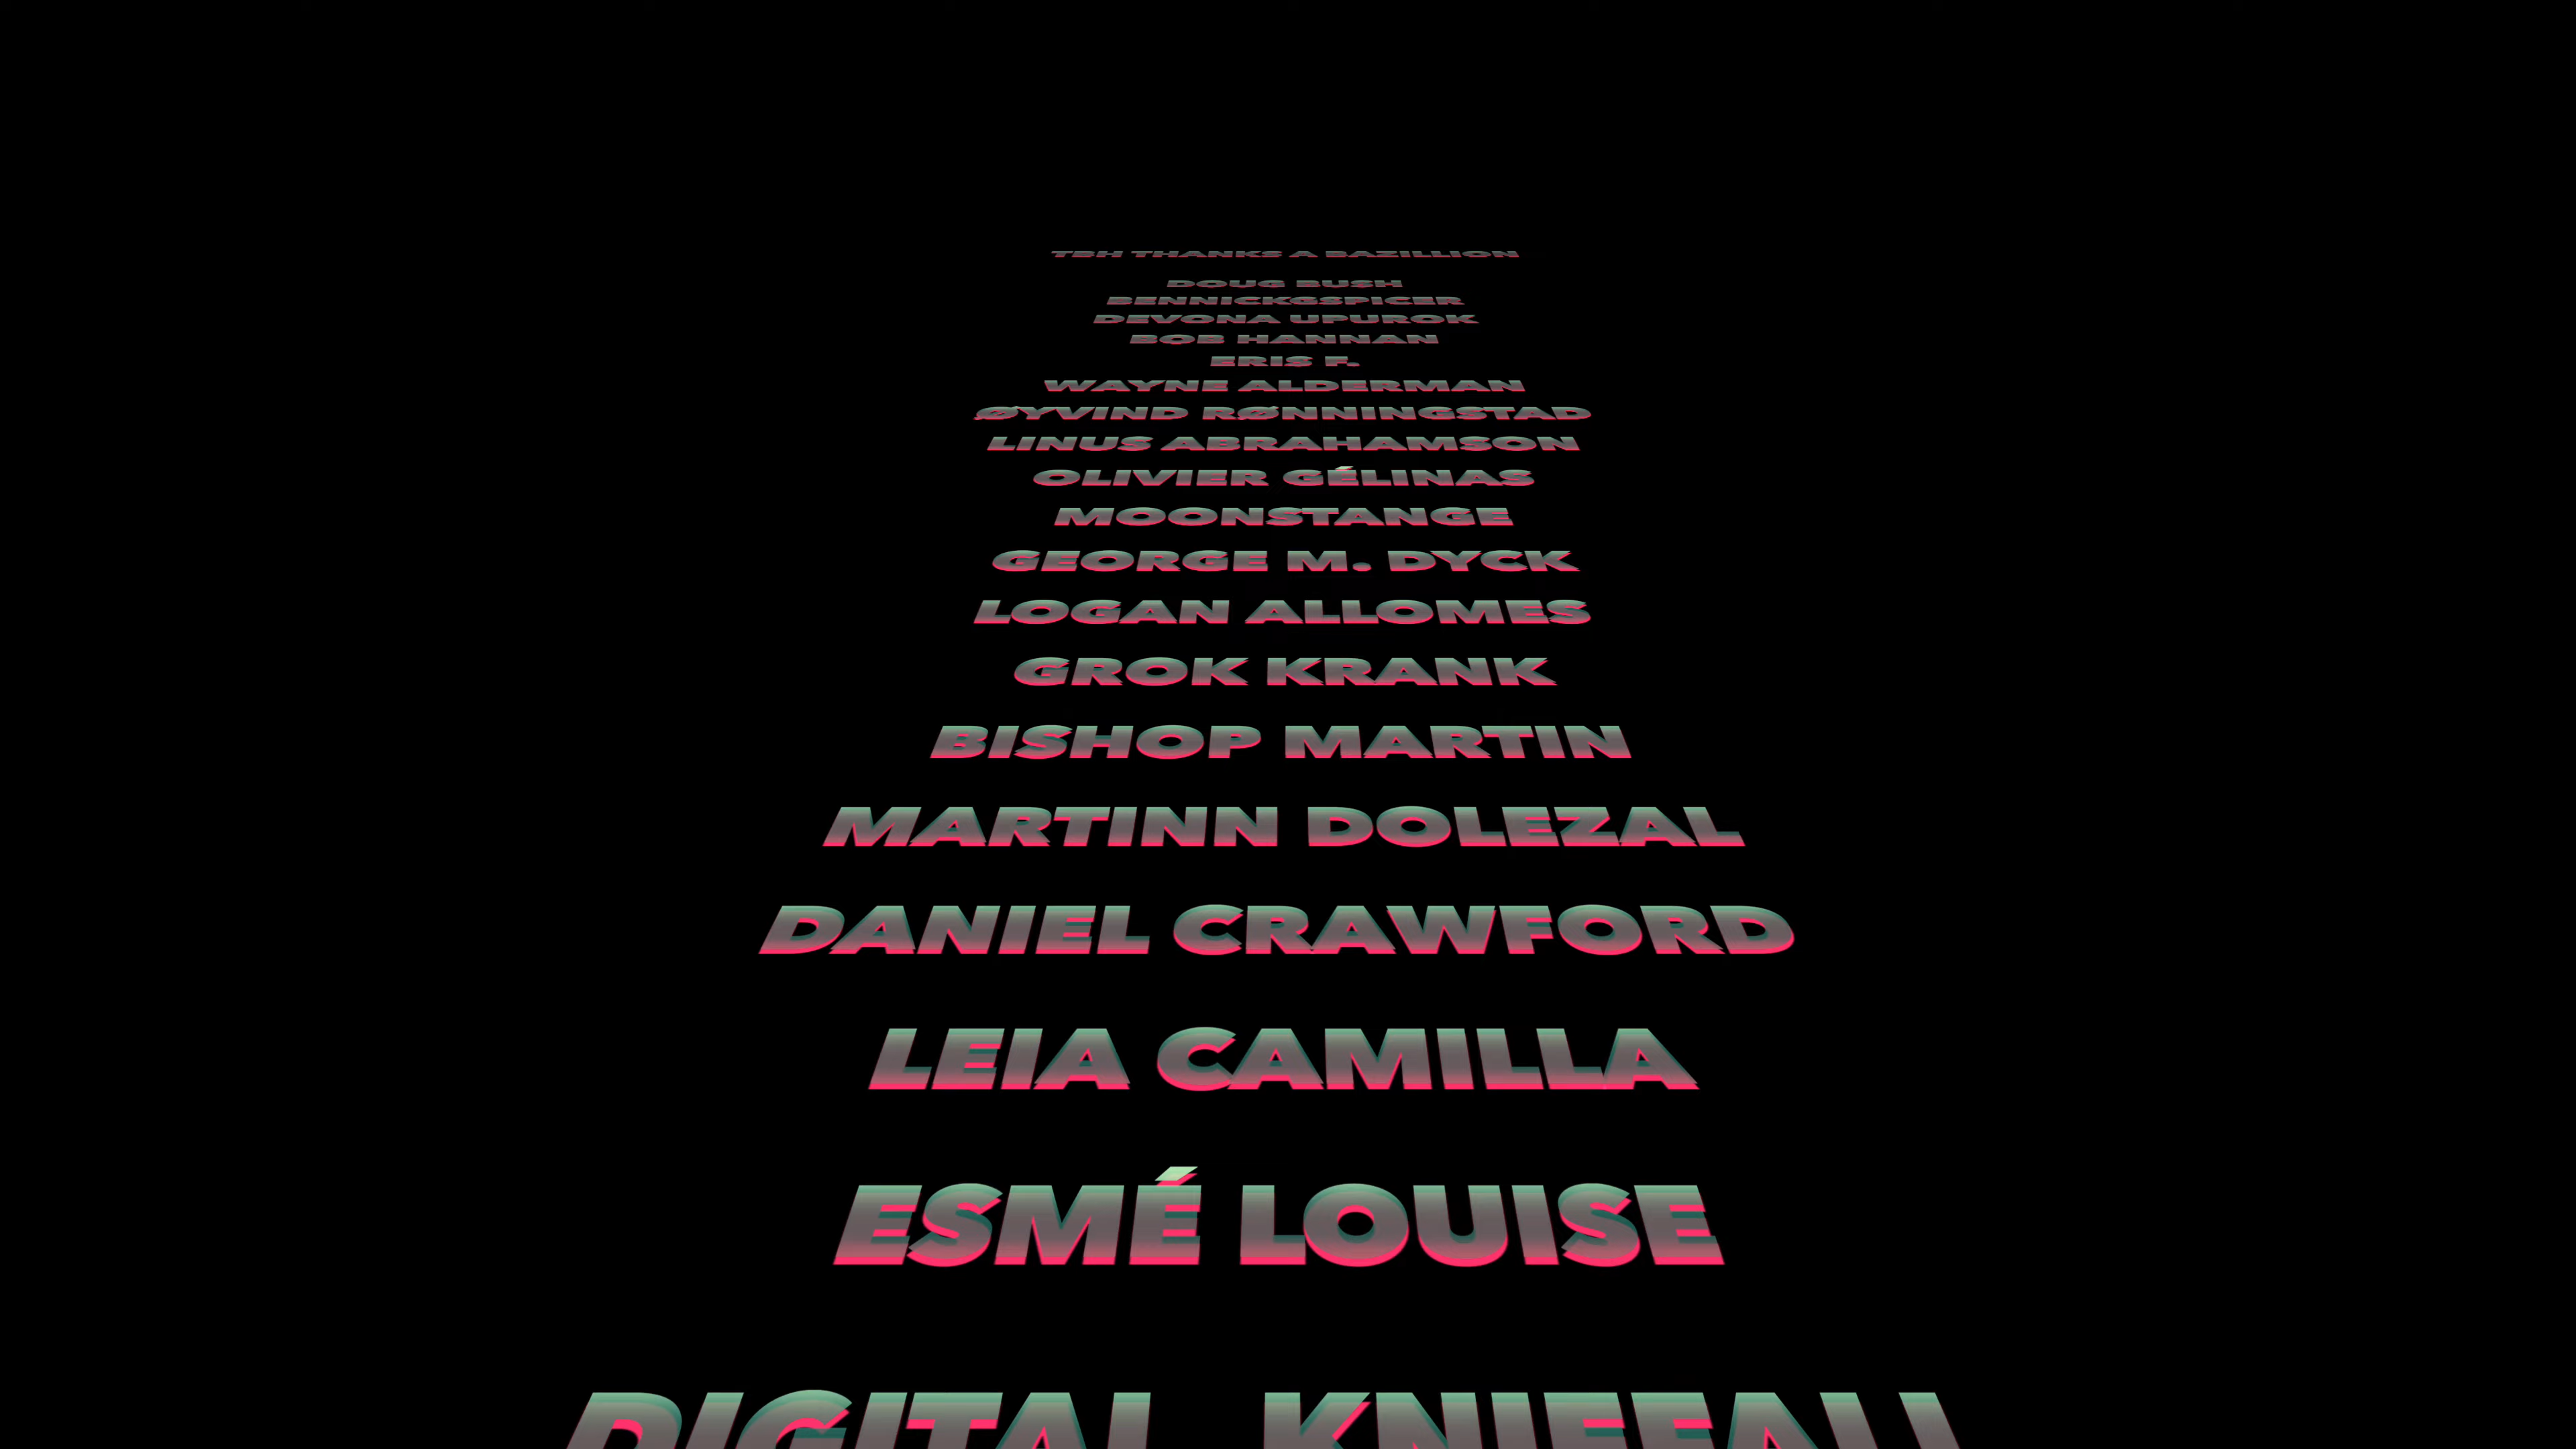 TBH THANKS A BAZILLION
DOUG BUSH
BENNICKGSPICER
DEVONA UPUROK
BOB HANNAN
ERIS F.
WAYNE ALDERMAN
ØYVIND RØNNINGSTAD
LINUS ABRAHAMSON
OLIVIER GÉLINAS
MOONSTANGE
GEORGE M. DYCK
LOGAN ALLOMES
GROK KRANK
BISHOP MARTIN
MARTINN DOLEZAL
DANIEL CRAWFORD
LEIA CAMILLA
ESMÉ LOUISE
DIGITAL